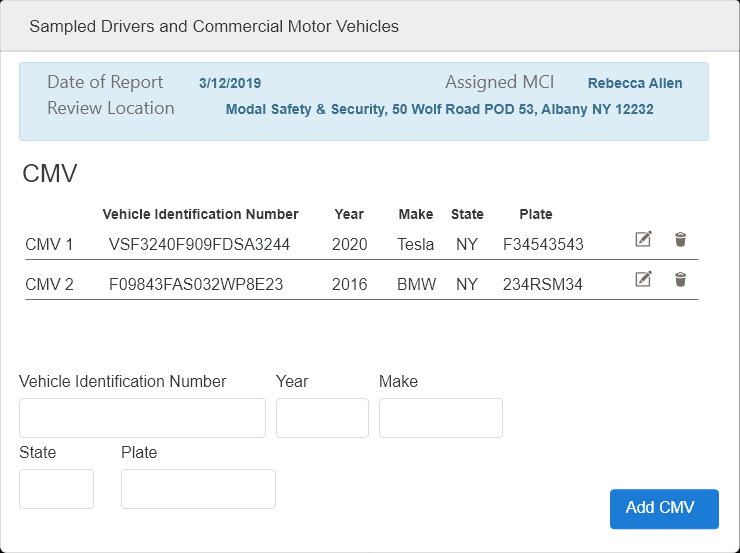 Sampled Drivers and Commercial Motor Vehicles
Date of Report 3/12/2019 Assigned MCI Rebecca Allen
Review Location Modal Safety & Security, 50 Wolf Road POD 53, Albany NY 12232
CMV
Vehicle Identification Number Year Make State Plate
CMV 1 VSF3240F909FDSA3244 2020 Tesla NY F34543543
CMV 2 F09843FAS032WP8E23 2016 BMW NY 234RSM34
Vehicle Identification Number Year Make
State Plate
Add CMV